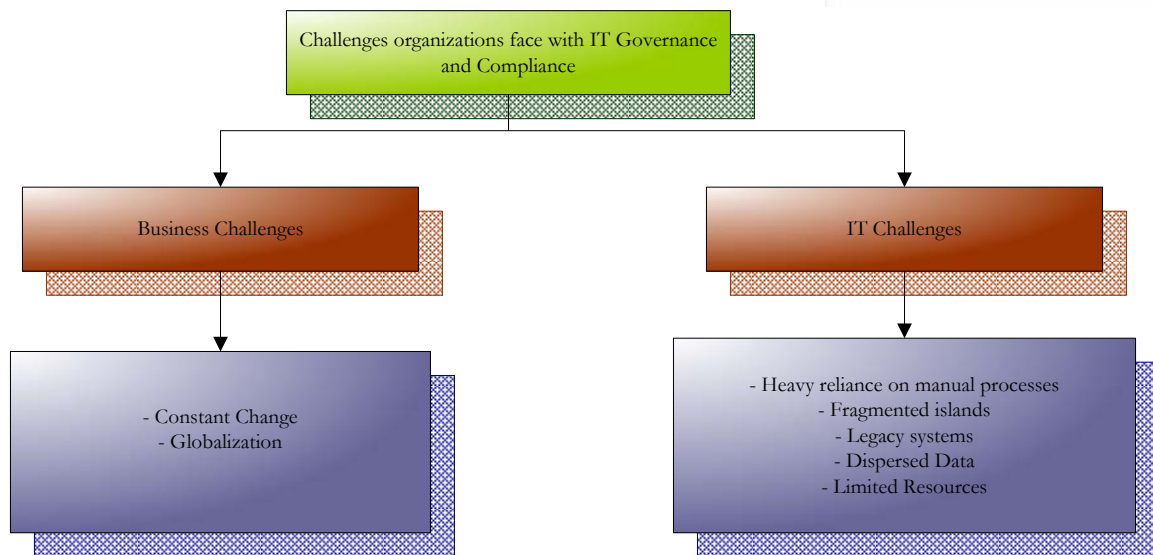 Challenges organizations face with IT Governance
and Compliance
Business Challenges
IT Challenges
- Constant Change
- Globalization
- Heavy reliance on manual processes
- Fragmented islands
- Legacy systems
- Dispersed Data
- Limited Resources